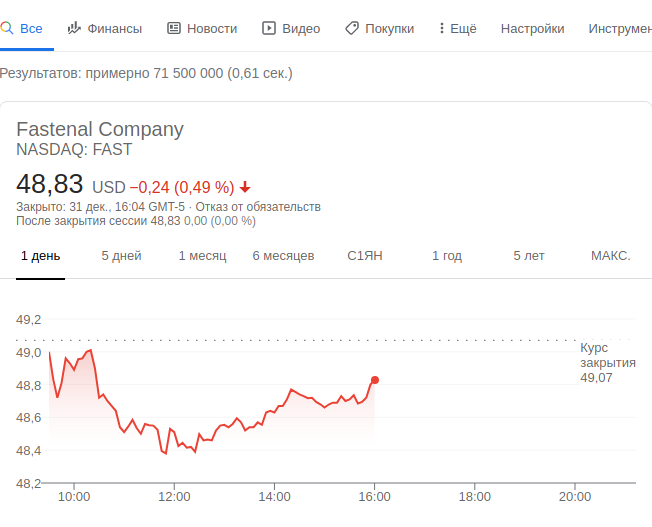 Все Финансы Новости Видео Покупки Ещё Настройки Инструмен
Результатов: примерно 71 500 000 (0,61 сек.)
Fastenal Company
NASDAQ: FAST
48,83 USD −0,24 (0,49 %)
Закрыто: 31 дек., 16:04 GMT-5 · Отказ от обязательств
После закрытия сессии 48,83 0,00 (0,00 %)
1 день 5 дней 1 месяц 6 месяцев С1ЯН 1 год 5 лет МАКС.
49,2
49,0
48,8
48,6
48,4
48,2
Курс
закрытия
49,07
10:00 12:00 14:00 16:00 18:00 20:00